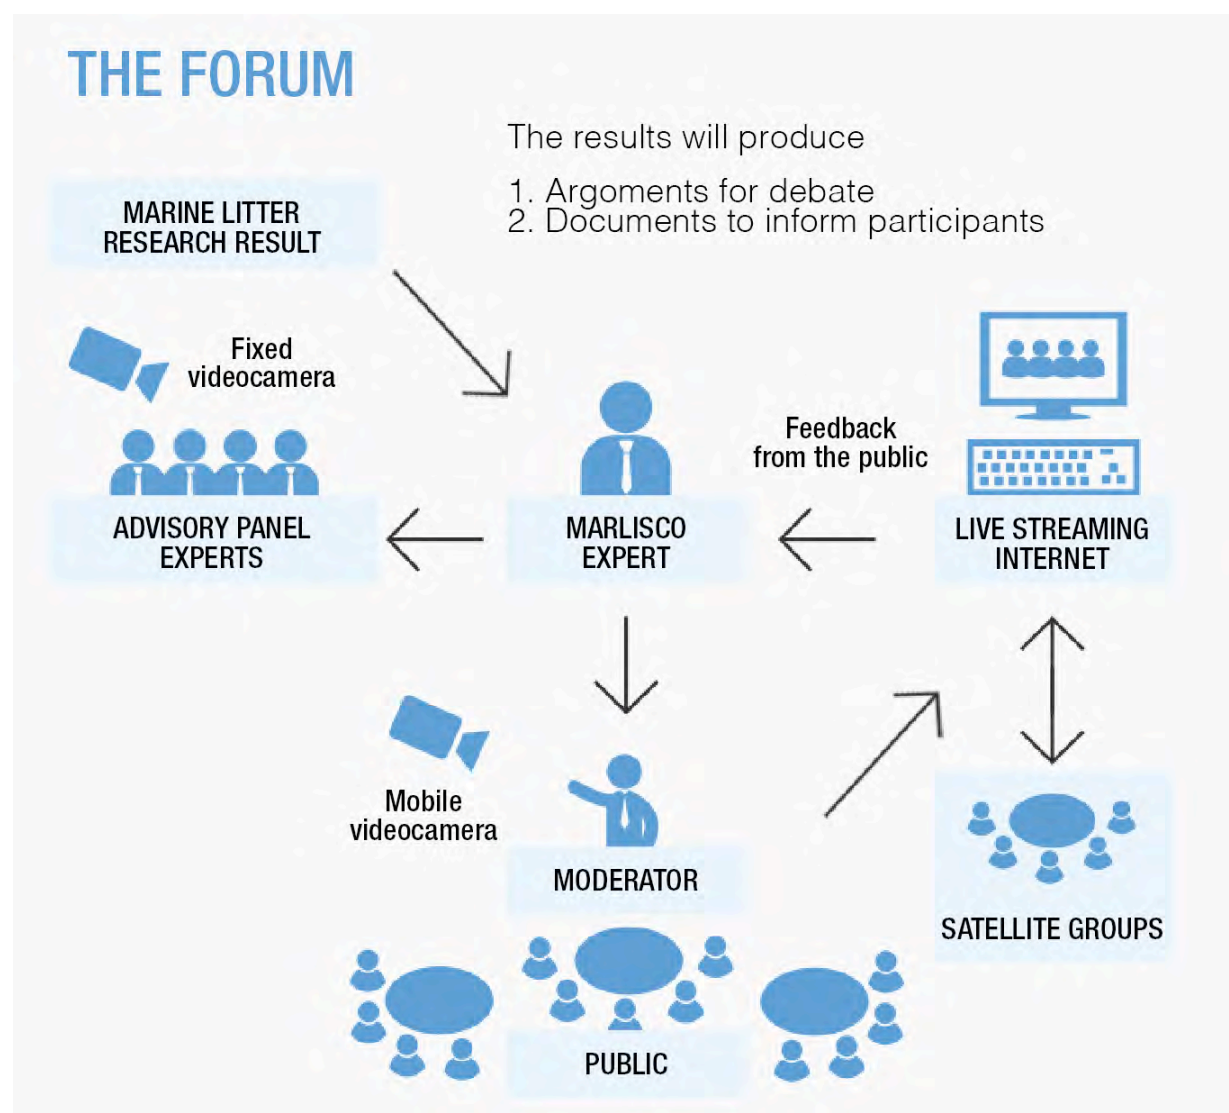 THE FORUM
The results will produce
1. Argoments for debate
2. Documents to inform participants
MARINE LITTER
RESEARCH RESULT
Fixed
videocamera
Feedback
from the public
ADVISORY PANEL
EXPERTS
MARLISCO
EXPERT
LIVE STREAMING
INTERNET
Mobile
videocamera
MODERATOR
SATELLITE GROUPS
PUBLIC